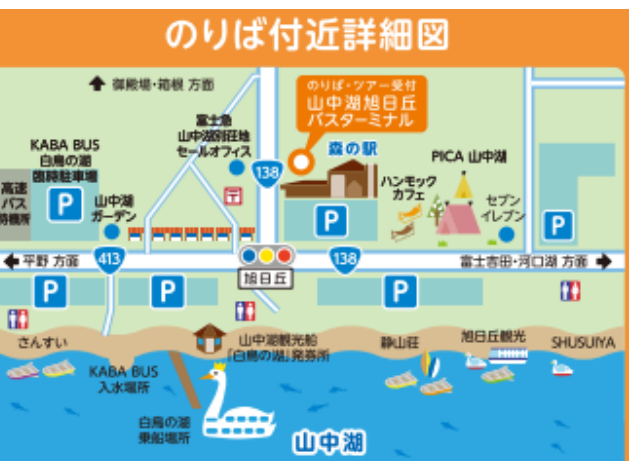 のりば付近詳細図
御殿場・箱根 方面
のりば・ツアー受付
山中湖旭日丘
バスターミナル
富士急
山中湖別荘地
セールオフィス
KABA BUS
白鳥の湖
臨時駐車場
高速
バス
待機所
P
山中湖
ガーデン
138
森の駅
P
PICA 山中湖
ハンモック
カフェ
セブン
イレブン
P
平野 方面
413
旭日丘
138
富士吉田・河口湖 方面
P
P
P
さんすい
KABA BUS
入水場所
山中湖観光船
「白鳥の湖」発券所
静山荘
旭日丘観光
SHUSUIYA
白鳥の湖
乗船場所
山中湖